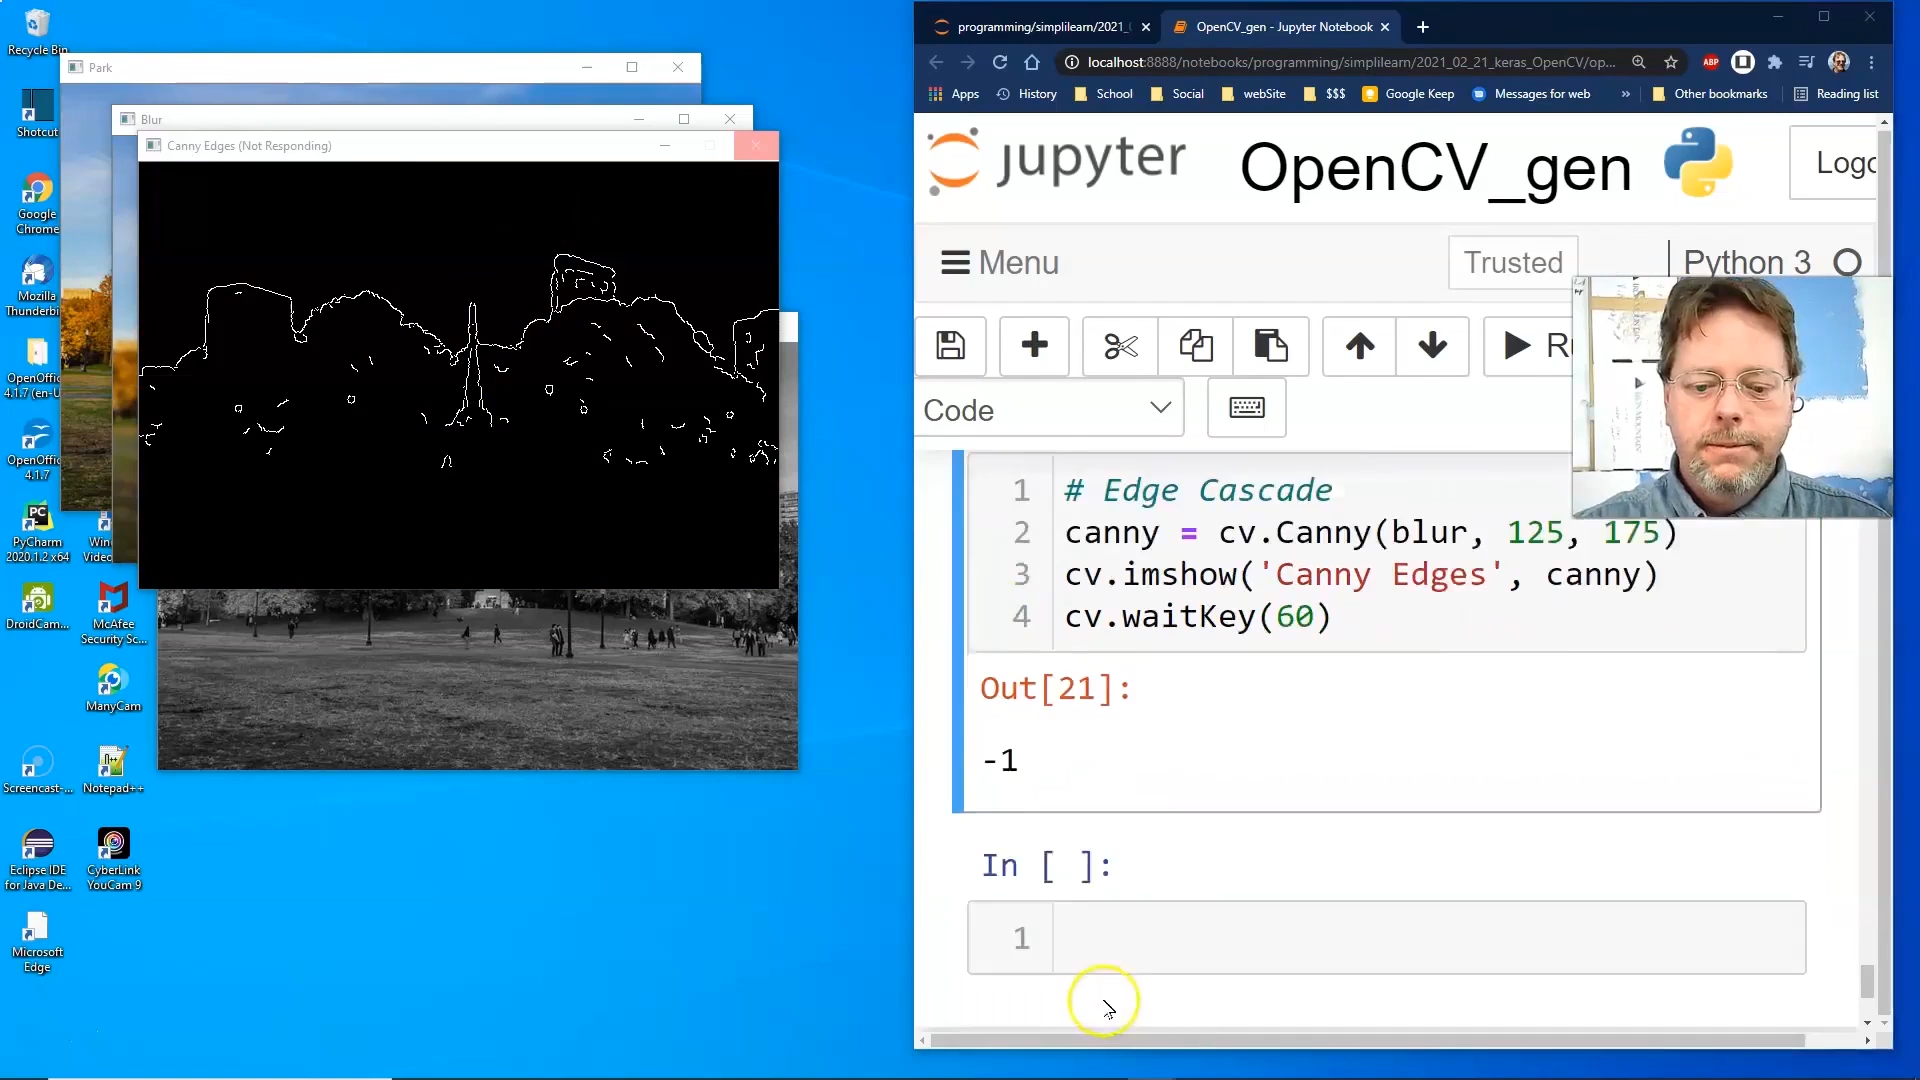 Recycle Bin
Shotcut
Google
Chrome
Mozilla
OpenOffic
4.1.7 (en-U
OpenOffic
4.1.7
PyCharm
2020.1.2 x64
DroidCam...
McAfee
Security Sc...
ManyCam
Screencast-...
Notepad++
Eclipse IDE
for Java De...
CyberLink
YouCam 9
Microsoft
Edge
Park
Blur
Canny Edges (Not Responding)
programming/simplilearn/2021_
OpenCV_gen - Jupyter Notebook
localhost:8888/notebooks/programming/simplilearn/2021_02_21_keras_OpenCV/op...
ABP
Apps
History
School
Social
webSite
$$$
Google Keep
Messages for web
»
Other bookmarks
Reading list
jupyter
OpenCV_gen
Menu
Trusted
Python 3
Code
1 # Edge Cascade
2 canny = cv.Canny(blur, 125, 175)
3 cv.imshow('Canny Edges', canny)
4 cv.waitKey(60)
Out[21]:
-1
In [ ]:
1